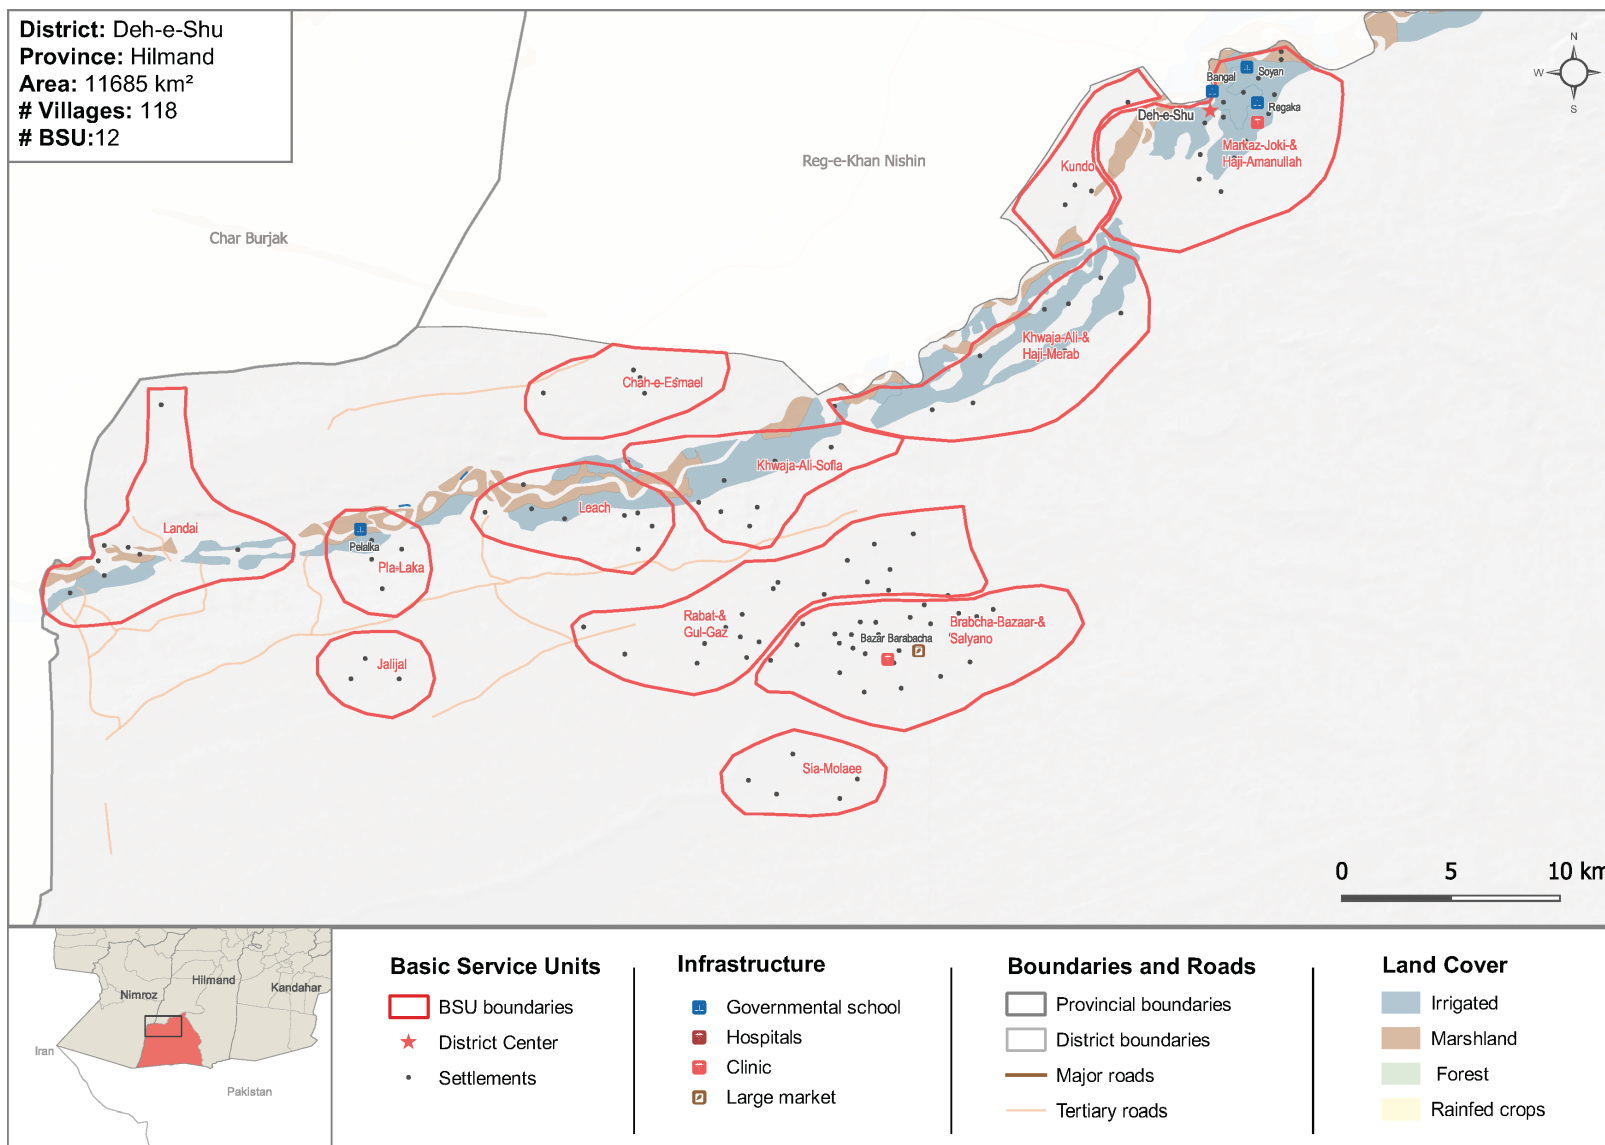 District: Deh-e-Shu
Province: Hilmand
Area: 11685 km²
# Villages: 118
# BSU:12
N
W
S
Bangal
Soyan
Deh-e-Shu
Regaka
Markaz-Joki-&
Haji-Amanullah
Reg-e-Khan Nishin
Kundo
Char Burjak
Khwaja-Ali-&
Haji-Merab
Chah-e-Esmael
Khwaja-Ali-Sofla
Leach
Landai
Pelalka
Pla-Laka
Rabat-&
Gul-Gaz
Brabcha-Bazaar-&
Salyano
Bazar Barabacha
Jalijal
Sia-Molaee
0 5 10 km
Nimroz
Hilmand
Kandahar
Iran
Pakistan
Basic Service Units
BSU boundaries
District Center
Settlements
Infrastructure
Governmental school
Hospitals
Clinic
Large market
Boundaries and Roads
Provincial boundaries
District boundaries
Major roads
Tertiary roads
Land Cover
Irrigated
Marshland
Forest
Rainfed crops